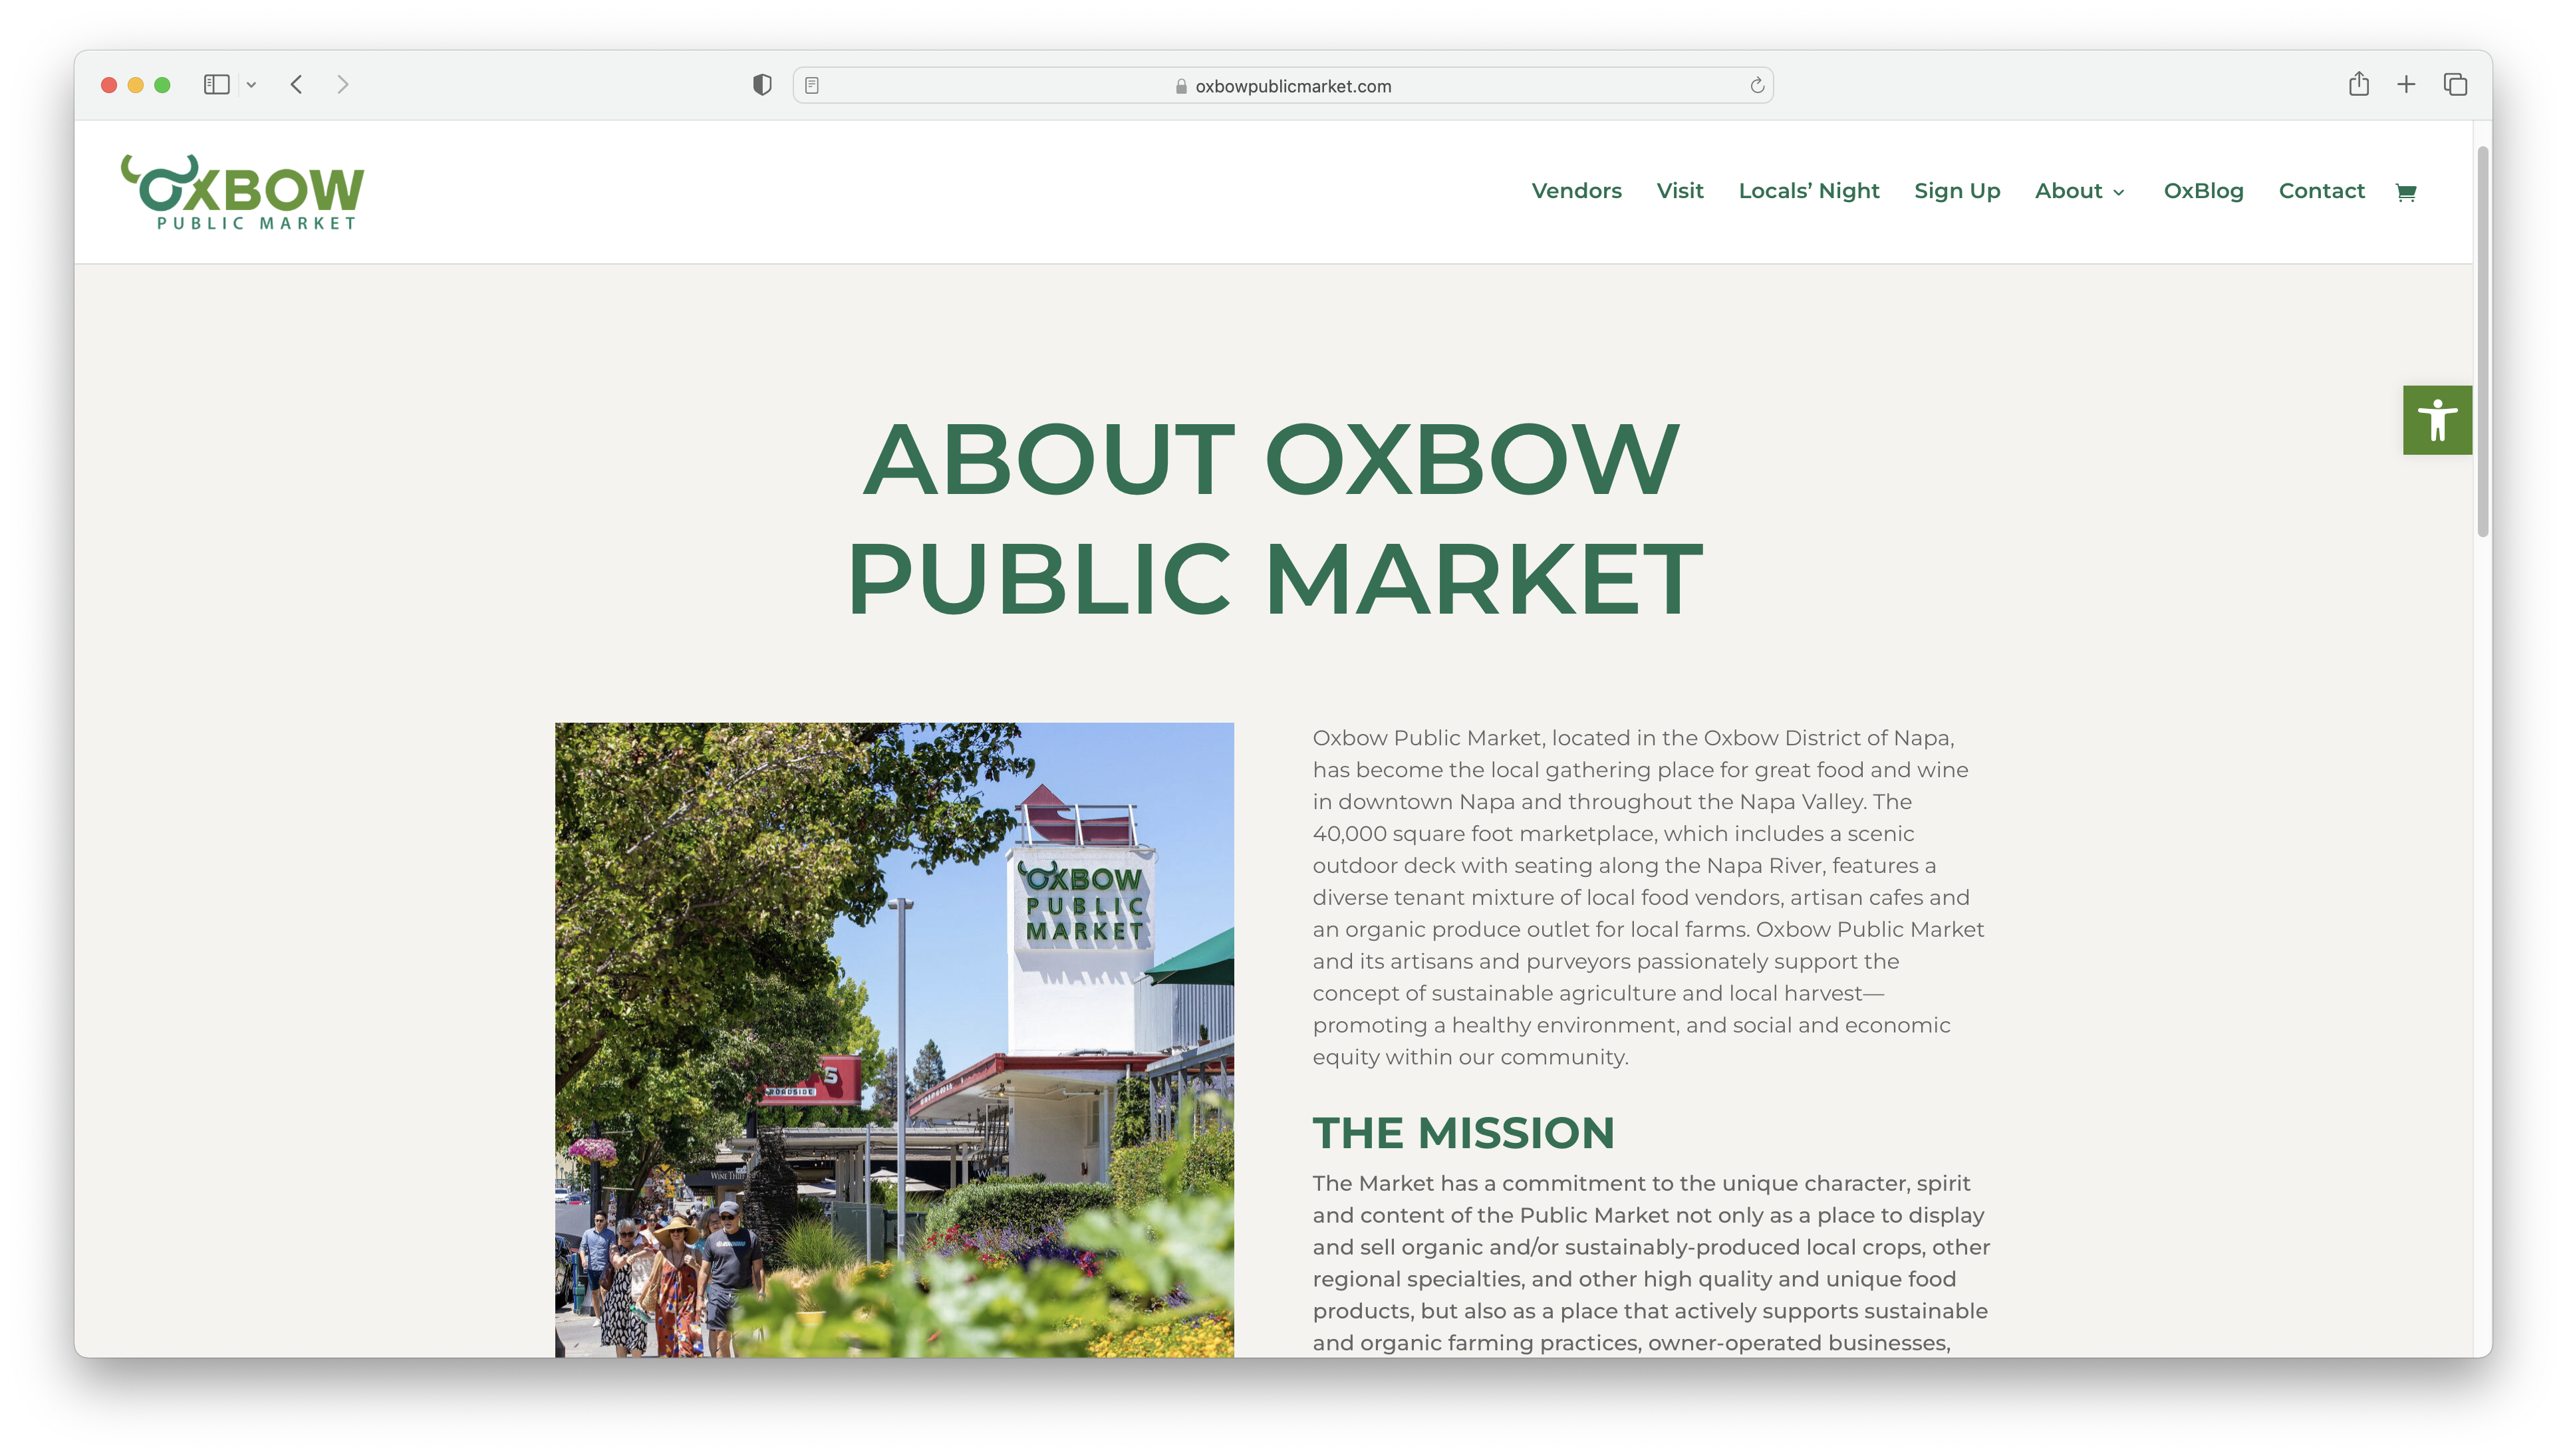 oxbowpublicmarket.com
OXBOW
PUBLIC MARKET
Vendors Visit Locals’ Night Sign Up About OxBlog Contact
ABOUT OXBOW
PUBLIC MARKET
OXBOW
PUBLIC
MARKET
ROADSIDE
Oxbow Public Market, located in the Oxbow District of Napa,
has become the local gathering place for great food and wine
in downtown Napa and throughout the Napa Valley. The
40,000 square foot marketplace, which includes a scenic
outdoor deck with seating along the Napa River, features a
diverse tenant mixture of local food vendors, artisan cafes and
an organic produce outlet for local farms. Oxbow Public Market
and its artisans and purveyors passionately support the
concept of sustainable agriculture and local harvest—
promoting a healthy environment, and social and economic
equity within our community.
THE MISSION
The Market has a commitment to the unique character, spirit
and content of the Public Market not only as a place to display
and sell organic and/or sustainably-produced local crops, other
regional specialties, and other high quality and unique food
products, but also as a place that actively supports sustainable
and organic farming practices, owner-operated businesses,